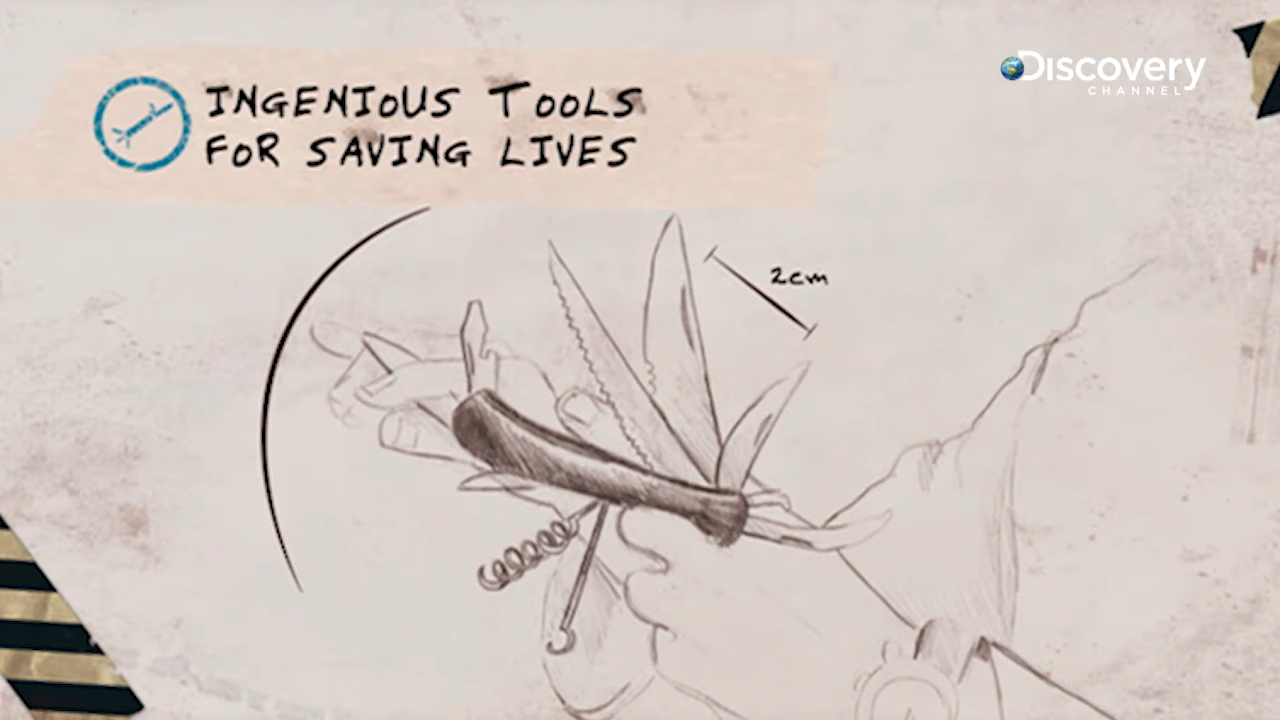 Discovery
CHANNEL
INGENIOUS TOOLS
FOR SAVING LIVES
2cm